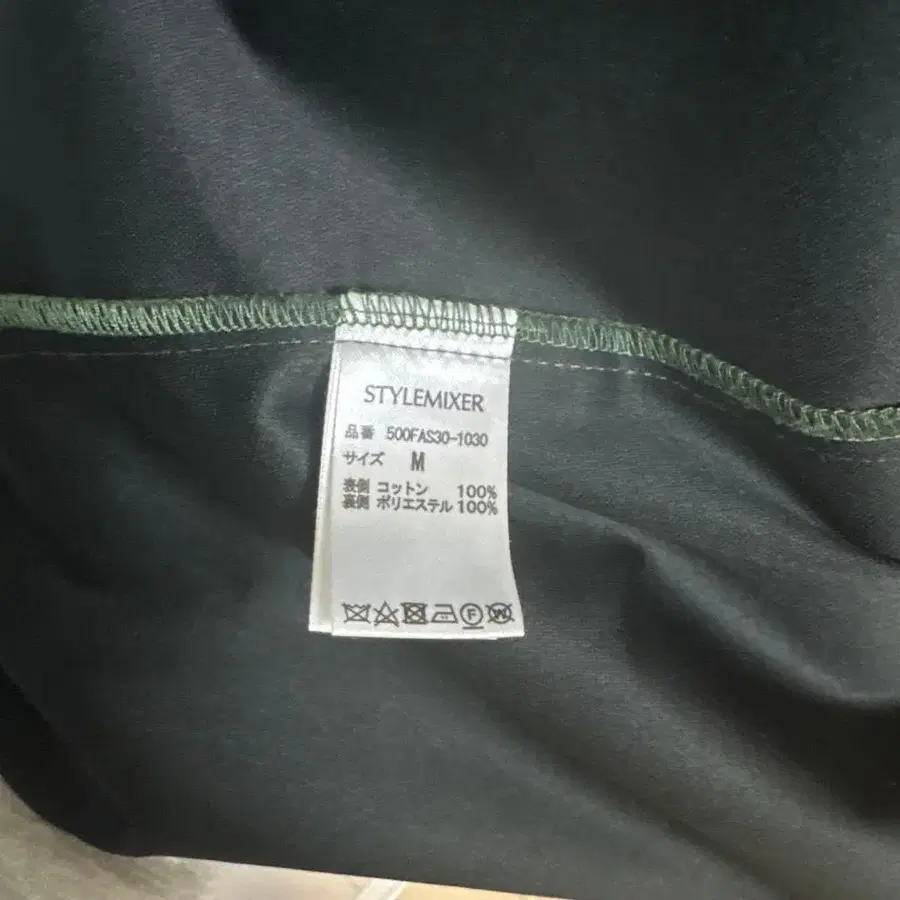 STYLEMIXER
品番 500FAS30-1030
サイズ M
表側 コットン 100%
裏側 ポリエステル 100%
F W